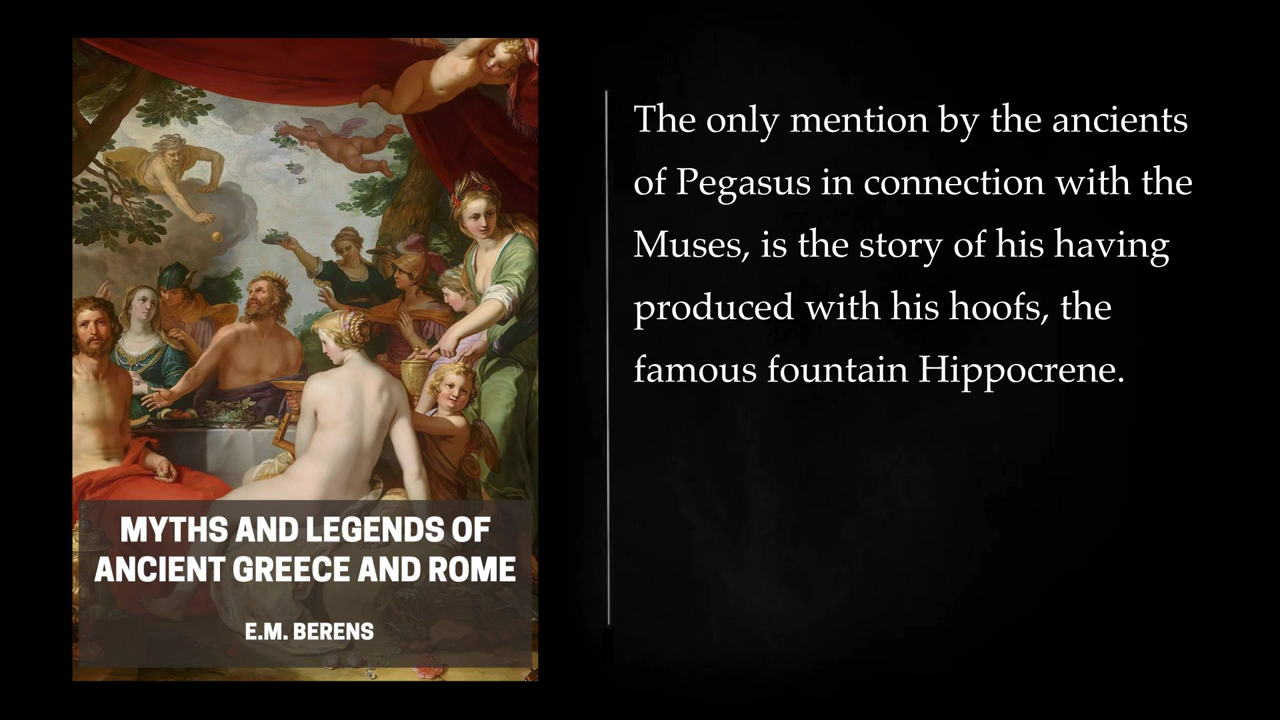 MYTHS AND LEGENDS OF
ANCIENT GREECE AND ROME
E.M. BERENS
The only mention by the ancients
of Pegasus in connection with the
Muses, is the story of his having
produced with his hoofs, the
famous fountain Hippocrene.